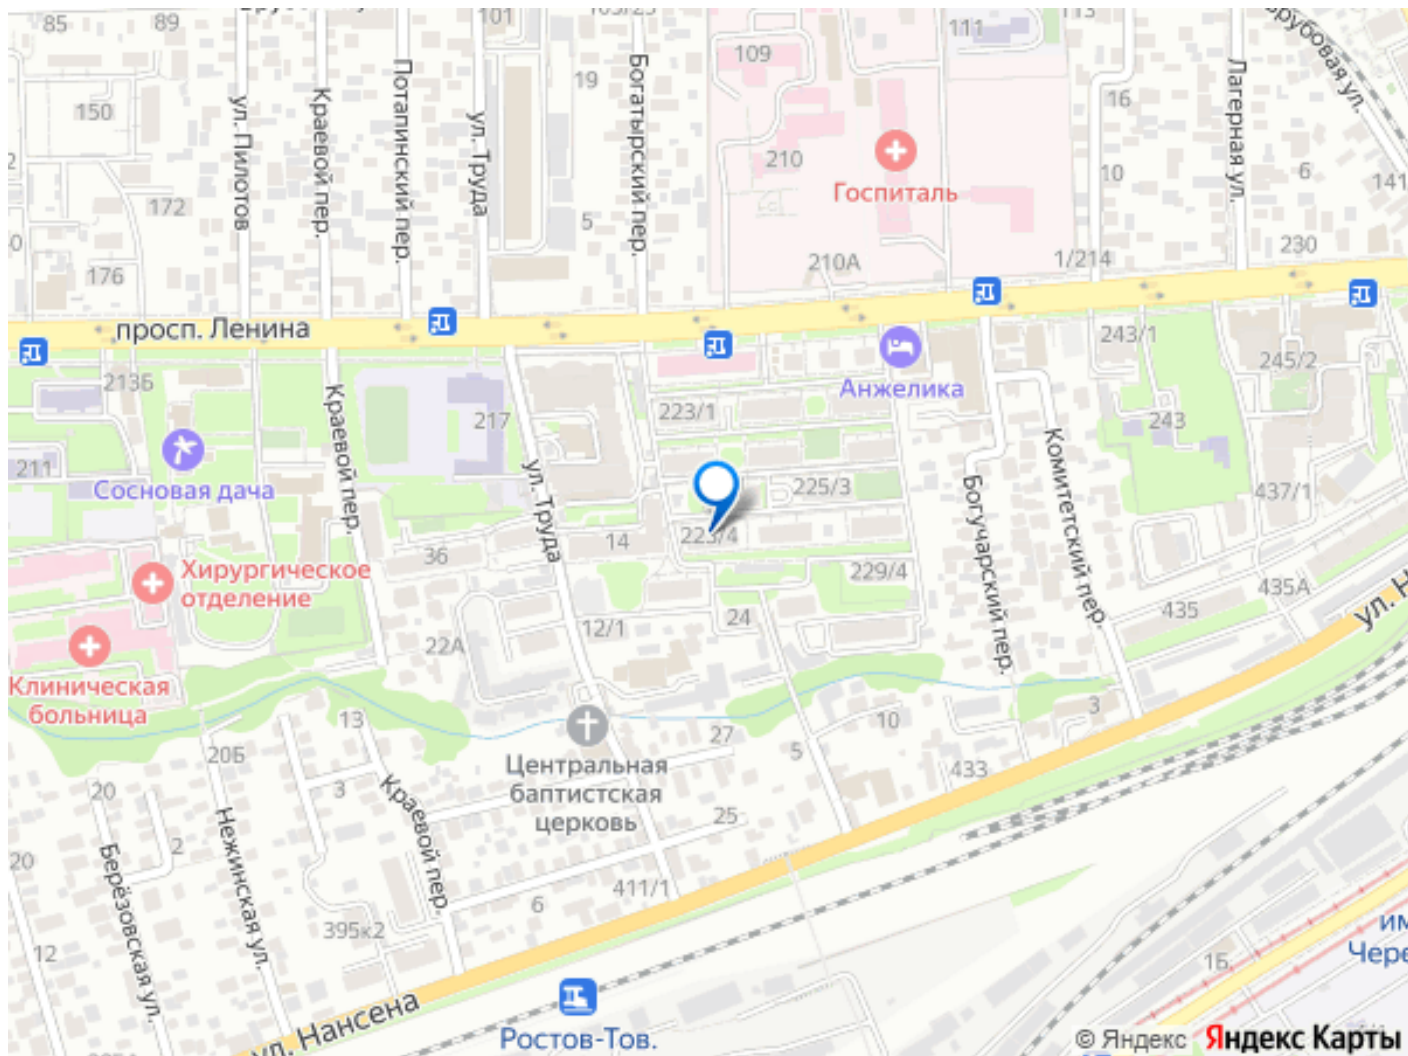 85
89
101
109
111
113
150
19
16
210
172
5
10
6
141
176
210А
1/214
230
ул. Пилотов
Краевой пер.
Потапинский пер.
ул. Труда
Богатырский пер.
Лагерная ул.
Госпиталь
просп. Ленина
213Б
217
223/1
Анжелика
243/1
245/2
243
211
Сосновая дача
Краевой пер.
ул. Труда
225/3
Богучарский пер.
Комитетский пер.
437/1
36
14
223/4
229/4
Хирургическое
отделение
22А
12/1
24
435
435А
Клиническая
больница
13
20Б
27
10
5
3
433
Центральная
баптистская
церковь
20
3
2
25
Краевой пер.
Нежинская ул.
Берёзовская ул.
20
6
411/1
395к2
12
1Б
ул. Нансена
Ростов-Тов.
© Яндекс Яндекс Карты